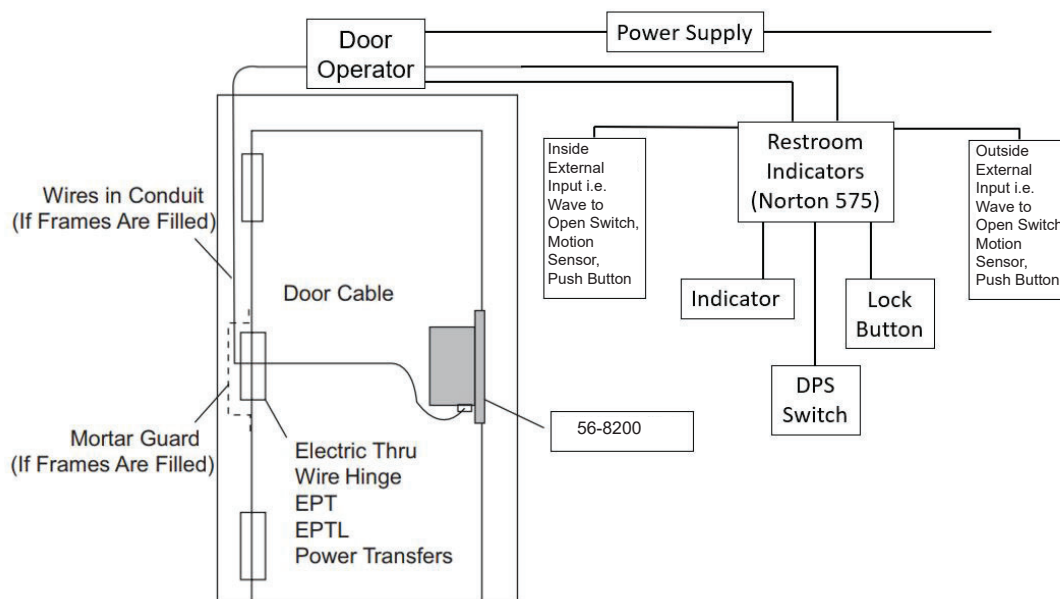 Door
Operator
Power Supply
Inside
External
Input i.e.
Wave to
Open Switch,
Motion
Sensor,
Push Button
Restroom
Indicators
(Norton 575)
Outside
External
Input i.e.
Wave to
Open Switch
Motion
Sensor,
Push Button
Wires in Conduit
(If Frames Are Filled)
Door Cable
Indicator
Lock
Button
DPS
Switch
56-8200
Mortar Guard
(If Frames Are Filled)
Electric Thru
Wire Hinge
EPT
EPTL
Power Transfers